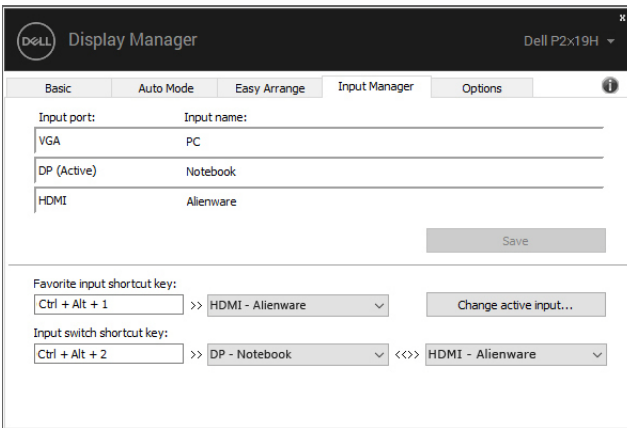 x
DELL Display Manager Dell P2x19H
Basic Auto Mode Easy Arrange Input Manager Options i
Input port: Input name:
VGA PC
DP (Active) Notebook
HDMI Alienware
Save
Favorite input shortcut key:
Ctrl + Alt + 1 >> HDMI - Alienware Change active input...
Input switch shortcut key:
Ctrl + Alt + 2 >> DP - Notebook <<>> HDMI - Alienware